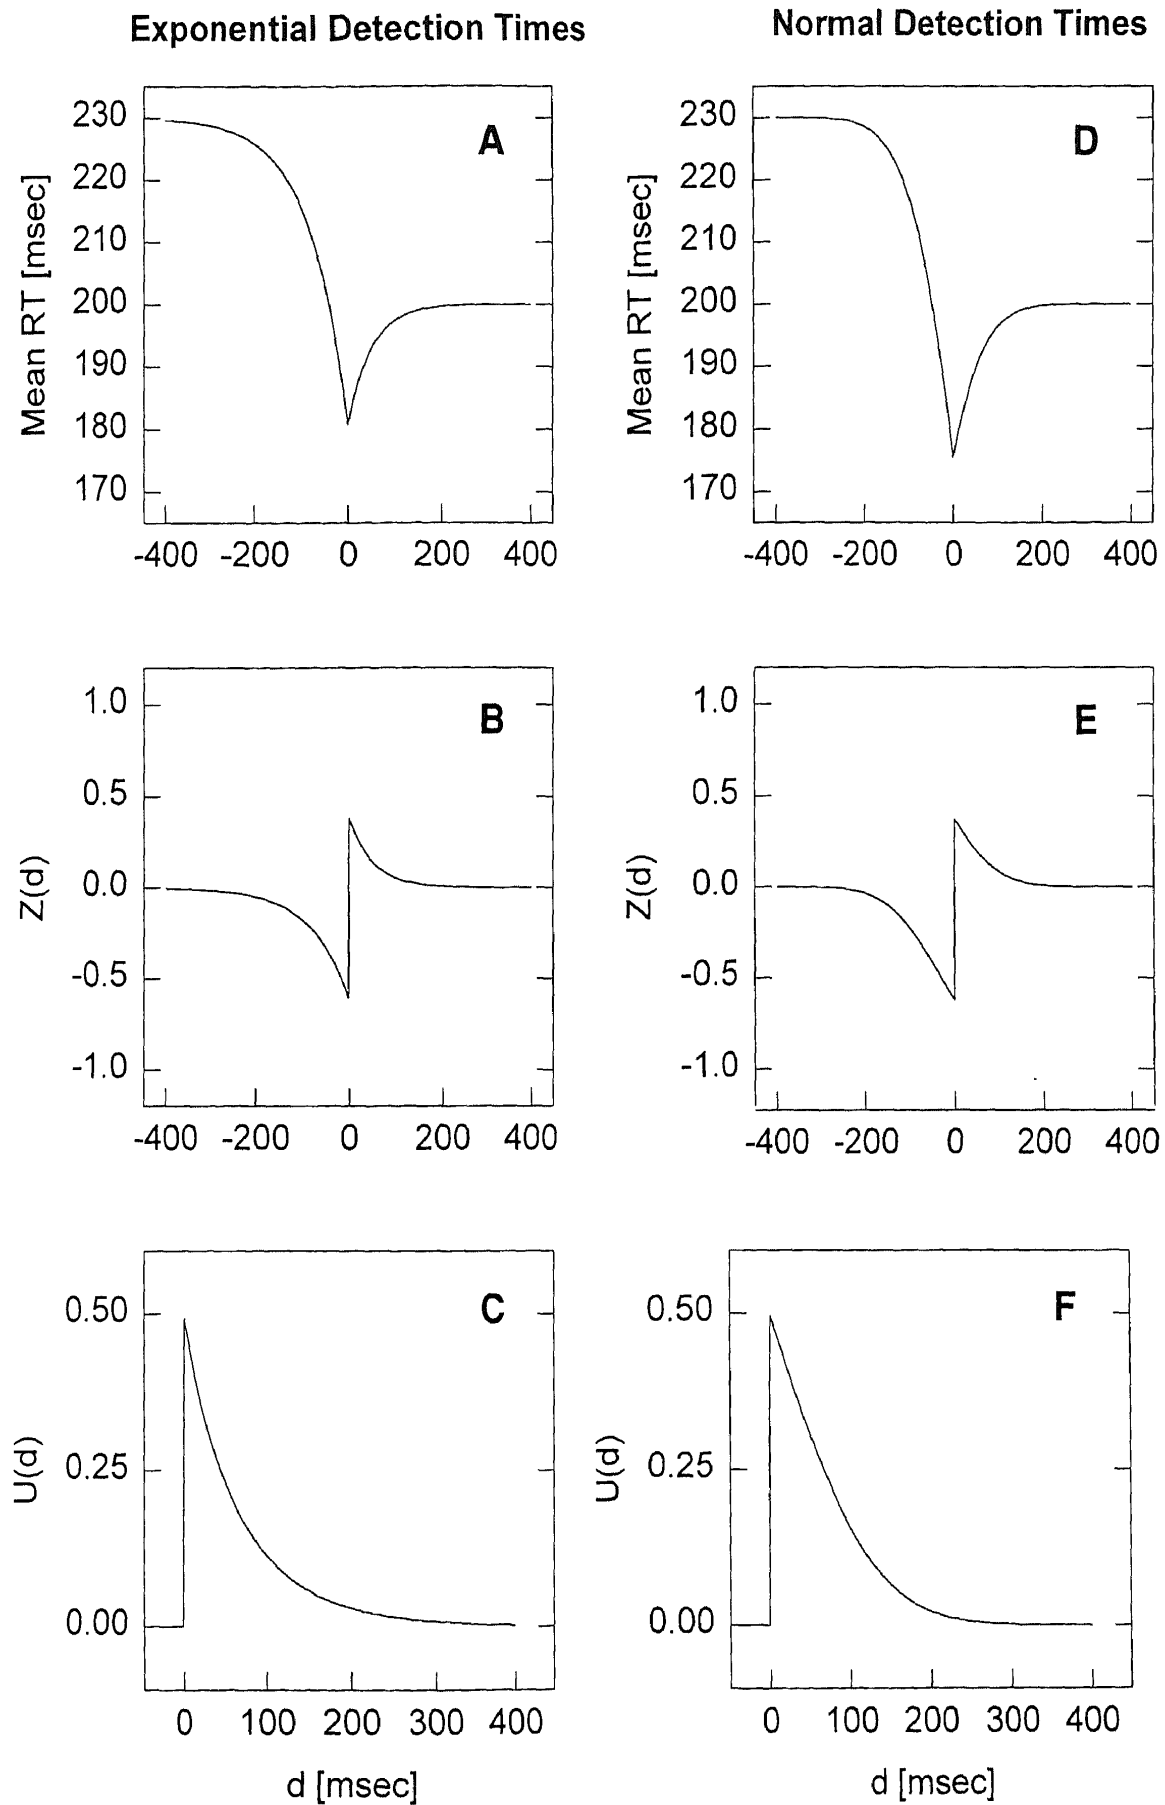 Exponential Detection Times
Normal Detection Times
A
Mean RT [msec]
230
220
210
200
190
180
170
-400 -200 0 200 400
D
Mean RT [msec]
230
220
210
200
190
180
170
-400 -200 0 200 400
B
Z(d)
1.0
0.5
0.0
-0.5
-1.0
-400 -200 0 200 400
E
Z(d)
1.0
0.5
0.0
-0.5
-1.0
-400 -200 0 200 400
C
U(d)
0.50
0.25
0.00
0 100 200 300 400
d [msec]
F
U(d)
0.50
0.25
0.00
0 100 200 300 400
d [msec]